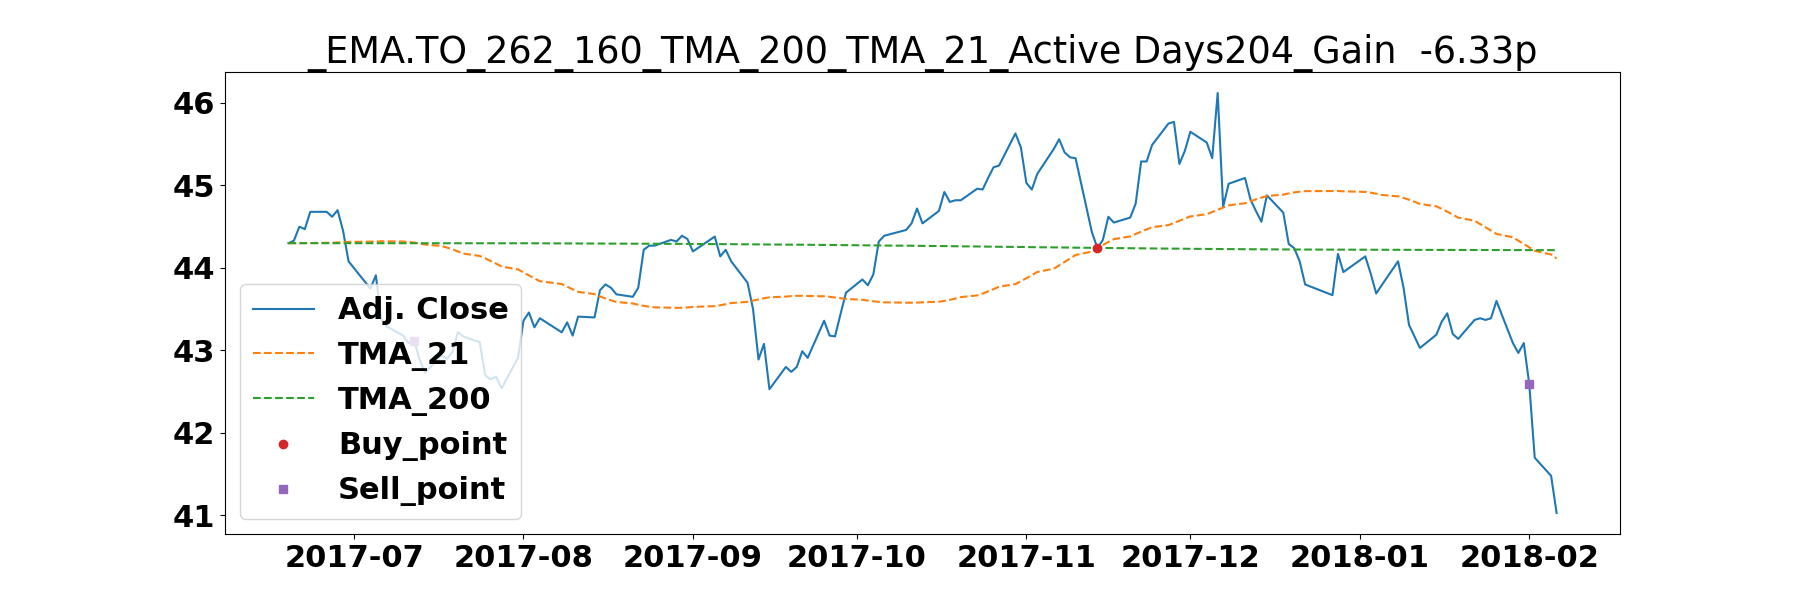 _EMA.TO_262_160_TMA_200_TMA_21_Active Days204_Gain  -6.33p
46
45
44
43
42
41
Adj. Close
TMA_21
TMA_200
Buy_point
Sell_point
2017-07 2017-08 2017-09 2017-10 2017-11 2017-12 2018-01 2018-02